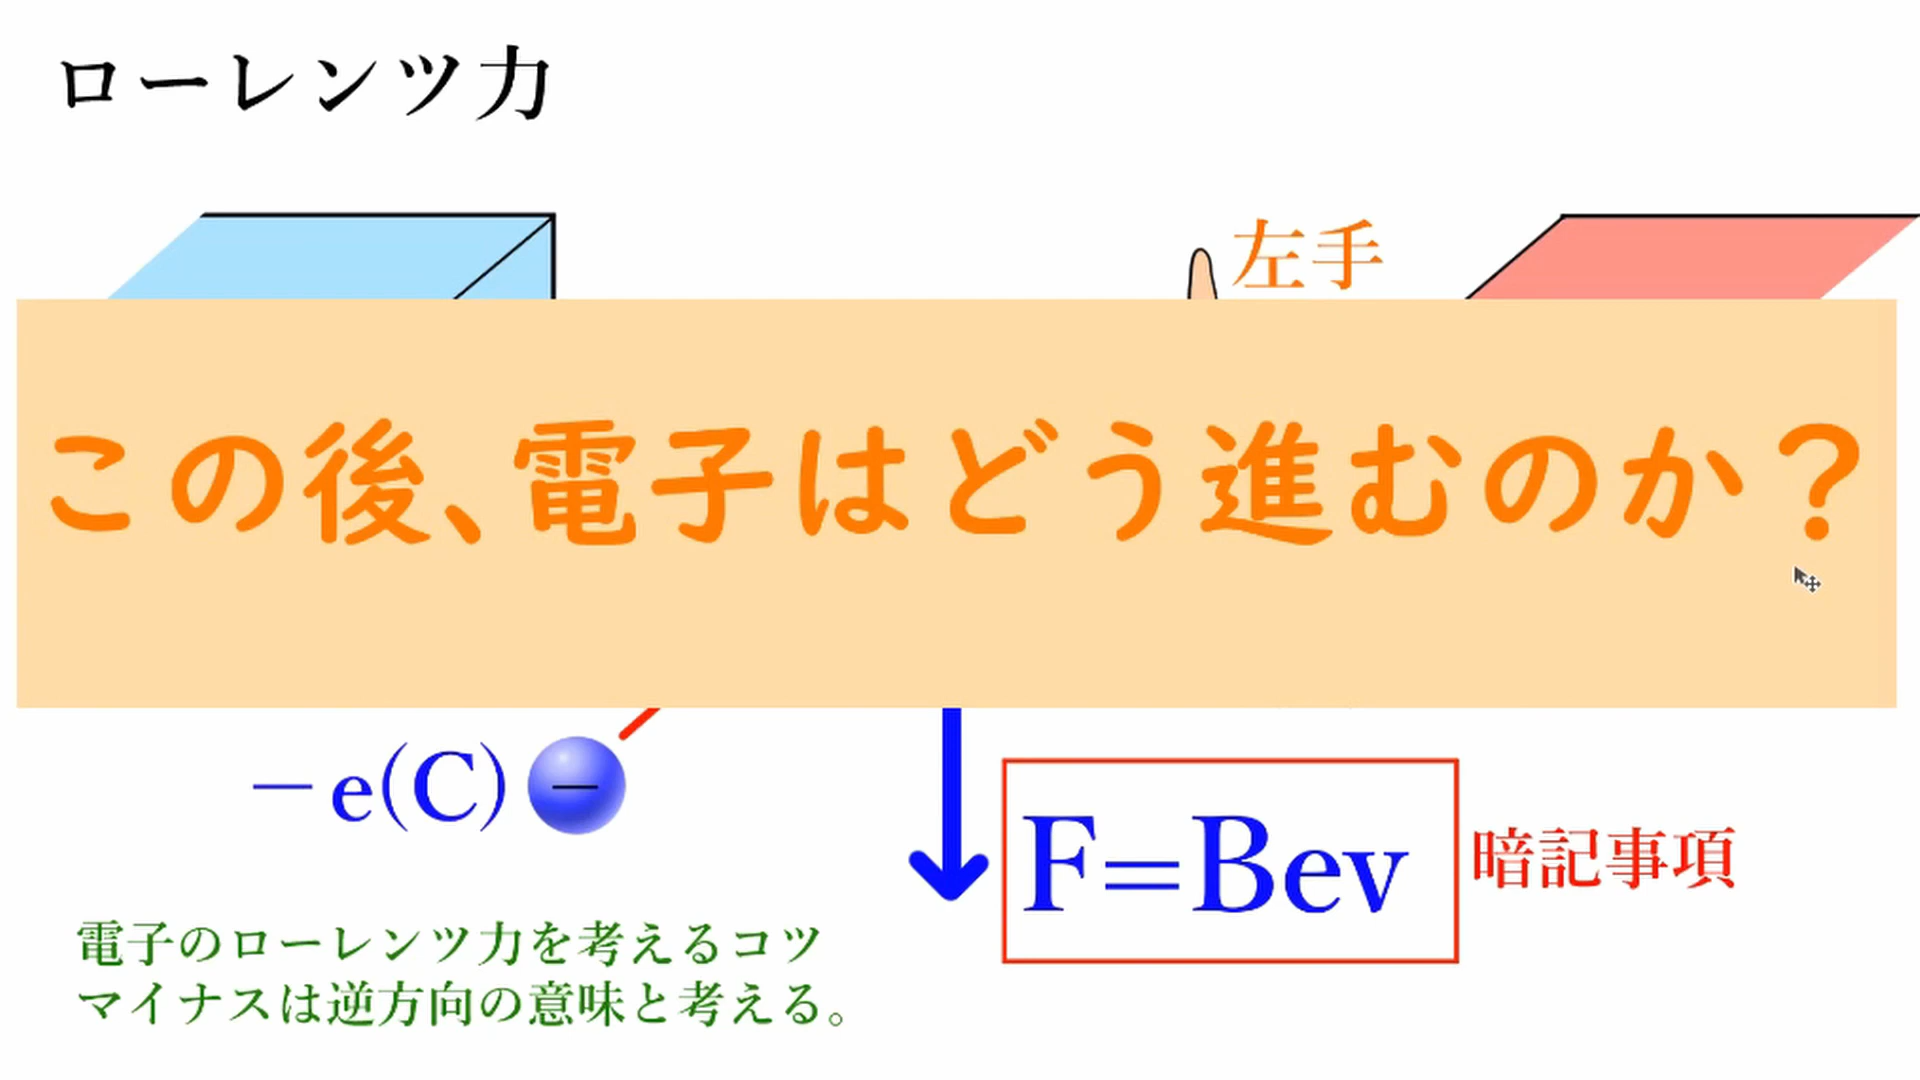 ローレンツ力
左手
この後、電子はどう進むのか？
－e(C)
－
F=Bev
暗記事項
電子のローレンツ力を考えるコツ
マイナスは逆方向の意味と考える。